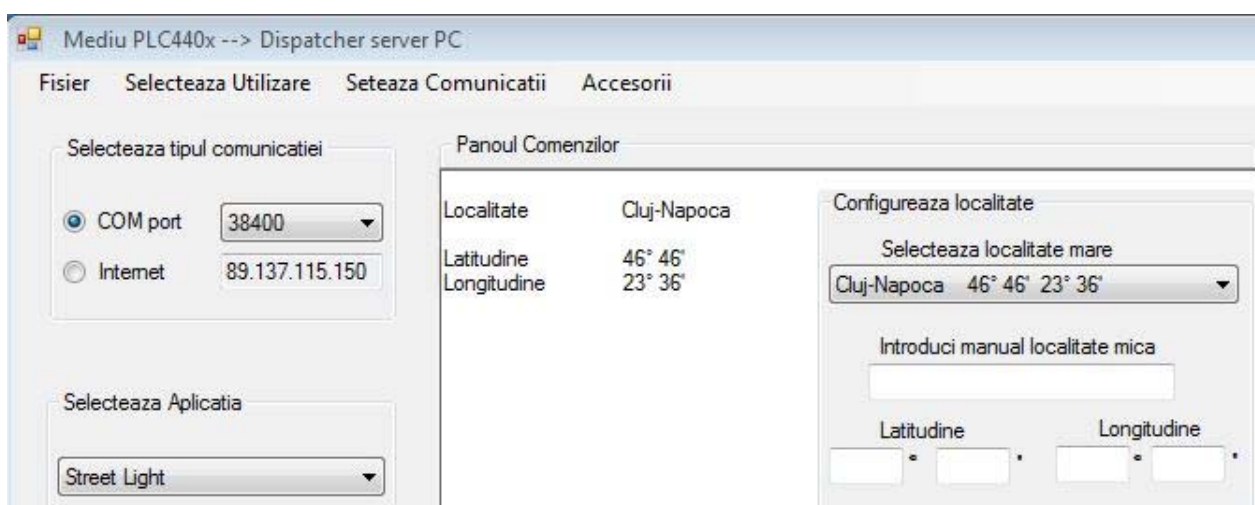 Mediu PLC440x --> Dispatcher server PC
Fisier Selecteaza Utilizare Seteaza Comunicatii Accesorii
Selecteaza tipul comunicatiei
COM port 38400
Internet 89.137.115.150
Selecteaza Aplicatia
Street Light
Panoul Comenzilor
Localitate Cluj-Napoca
Latitudine 46° 46'
Longitudine 23° 36'
Configureaza localitate
Selecteaza localitate mare
Cluj-Napoca 46° 46' 23° 36'
Introduci manual localitate mica
Latitudine Longitudine
° ' ° '